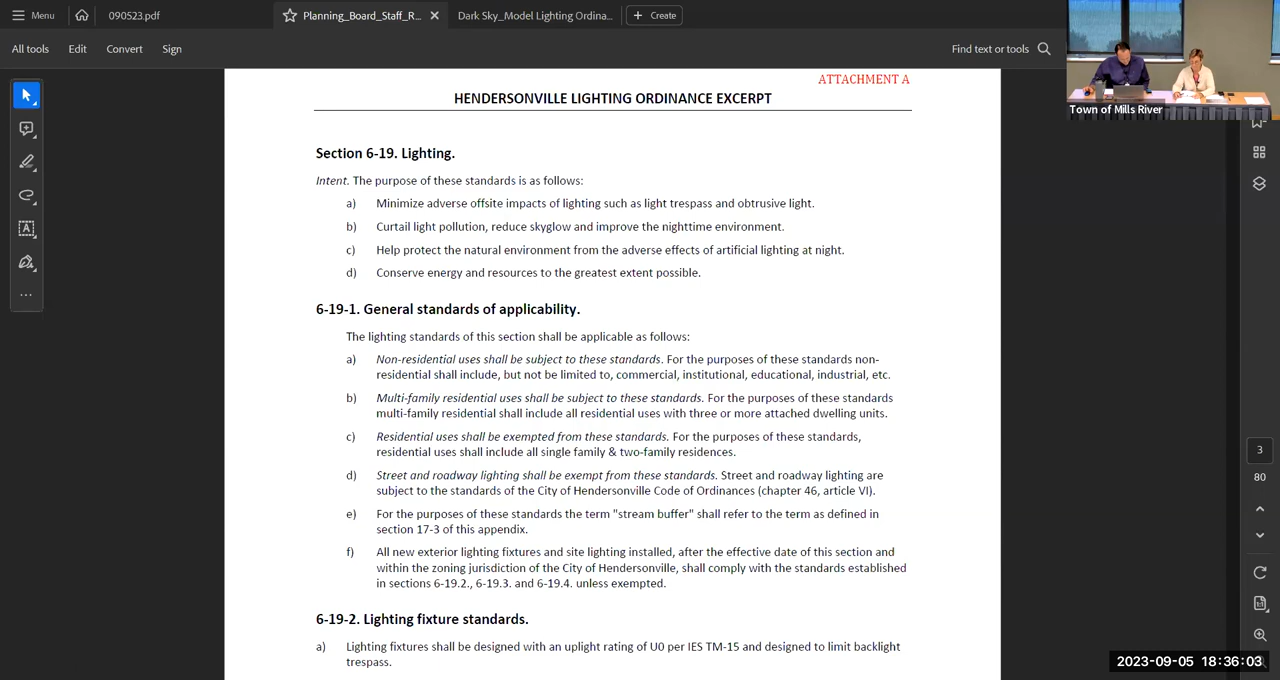 Menu
090523.pdf
Planning_Board_Staff_R...
Dark Sky_Model Lighting Ordina...
Create
All tools
Edit
Convert
Sign
Find text or tools
Town of Mills River
ATTACHMENT A
HENDERSONVILLE LIGHTING ORDINANCE EXCERPT
Section 6-19. Lighting.
Intent. The purpose of these standards is as follows:
a) Minimize adverse offsite impacts of lighting such as light trespass and obtrusive light.
b) Curtail light pollution, reduce skyglow and improve the nighttime environment.
c) Help protect the natural environment from the adverse effects of artificial lighting at night.
d) Conserve energy and resources to the greatest extent possible.
6-19-1. General standards of applicability.
The lighting standards of this section shall be applicable as follows:
a) Non-residential uses shall be subject to these standards. For the purposes of these standards non-
residential shall include, but not be limited to, commercial, institutional, educational, industrial, etc.
b) Multi-family residential uses shall be subject to these standards. For the purposes of these standards
multi-family residential shall include all residential uses with three or more attached dwelling units.
c) Residential uses shall be exempted from these standards. For the purposes of these standards,
residential uses shall include all single family & two-family residences.
d) Street and roadway lighting shall be exempt from these standards. Street and roadway lighting are
subject to the standards of the City of Hendersonville Code of Ordinances (chapter 46, article VI).
e) For the purposes of these standards the term "stream buffer" shall refer to the term as defined in
section 17-3 of this appendix.
f) All new exterior lighting fixtures and site lighting installed, after the effective date of this section and
within the zoning jurisdiction of the City of Hendersonville, shall comply with the standards established
in sections 6-19.2., 6-19.3. and 6-19.4. unless exempted.
6-19-2. Lighting fixture standards.
a) Lighting fixtures shall be designed with an uplight rating of U0 per IES TM-15 and designed to limit backlight
trespass.
3
80
2023-09-05 18:36:03